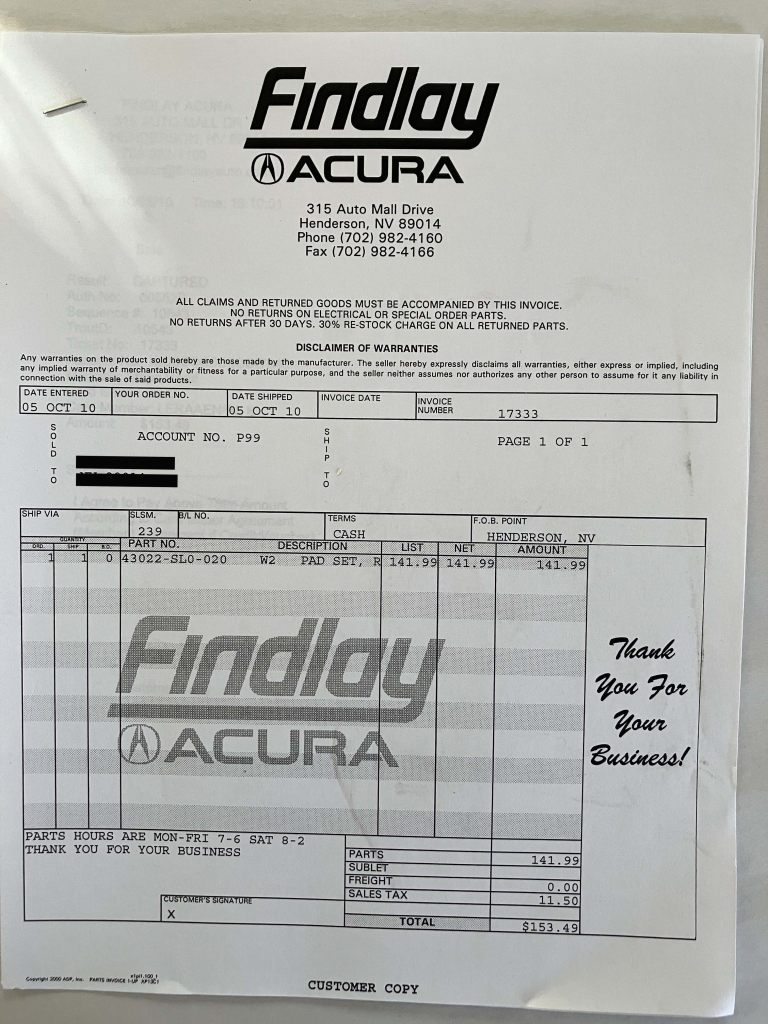 Findlay
ACURA
315 Auto Mall Drive
Henderson, NV 89014
Phone (702) 982-4160
Fax (702) 982-4166
ALL CLAIMS AND RETURNED GOODS MUST BE ACCOMPANIED BY THIS INVOICE.
NO RETURNS ON ELECTRICAL OR SPECIAL ORDER PARTS.
NO RETURNS AFTER 30 DAYS. 30% RE-STOCK CHARGE ON ALL RETURNED PARTS.
DISCLAIMER OF WARRANTIES
Any warranties on the product sold hereby are those made by the manufacturer. The seller hereby expressly disclaims all warranties, either express or implied, including
any implied warranty of merchantability or fitness for a particular purpose, and the seller neither assumes nor authorizes any other person to assume for it any liability in
connection with the sale of said products.
DATE ENTERED YOUR ORDER NO. DATE SHIPPED INVOICE DATE INVOICE NUMBER
05 OCT 10 05 OCT 10 17333
SOLD TO ACCOUNT NO. P99 SHIP TO PAGE 1 OF 1
SHIP VIA SLSM. B/L NO. TERMS F.O.B. POINT
239 CASH HENDERSON, NV
QUANTITY PART NO. DESCRIPTION LIST NET AMOUNT
ORD. SHIP B.O.
1 1 0 43022-SL0-020 W2 PAD SET, R 141.99 141.99 141.99
Findlay
ACURA
Thank
You For
Your
Business!
PARTS HOURS ARE MON-FRI 7-6 SAT 8-2
THANK YOU FOR YOUR BUSINESS
PARTS 141.99
SUBLET
FREIGHT 0.00
SALES TAX 11.50
TOTAL $153.49
CUSTOMER'S SIGNATURE
X
Copyright 2000 ADP, Inc. PARTS INVOICE 1-UP
CUSTOMER COPY